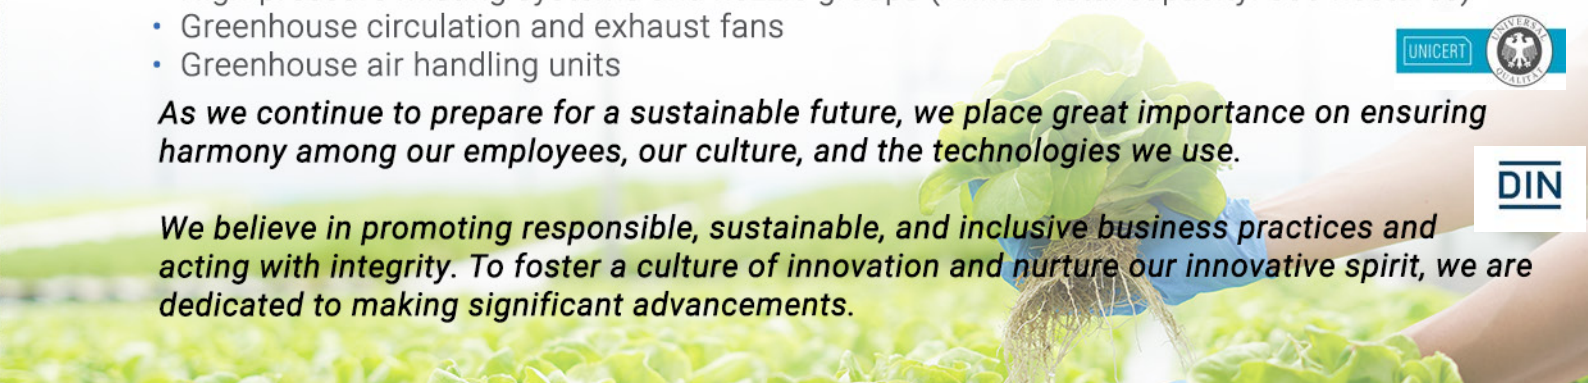 • Greenhouse circulation and exhaust fans
• Greenhouse air handling units
UNICERT
UNIVERSAL
QUALITÄT
As we continue to prepare for a sustainable future, we place great importance on ensuring
harmony among our employees, our culture, and the technologies we use.
DIN
We believe in promoting responsible, sustainable, and inclusive business practices and
acting with integrity. To foster a culture of innovation and nurture our innovative spirit, we are
dedicated to making significant advancements.